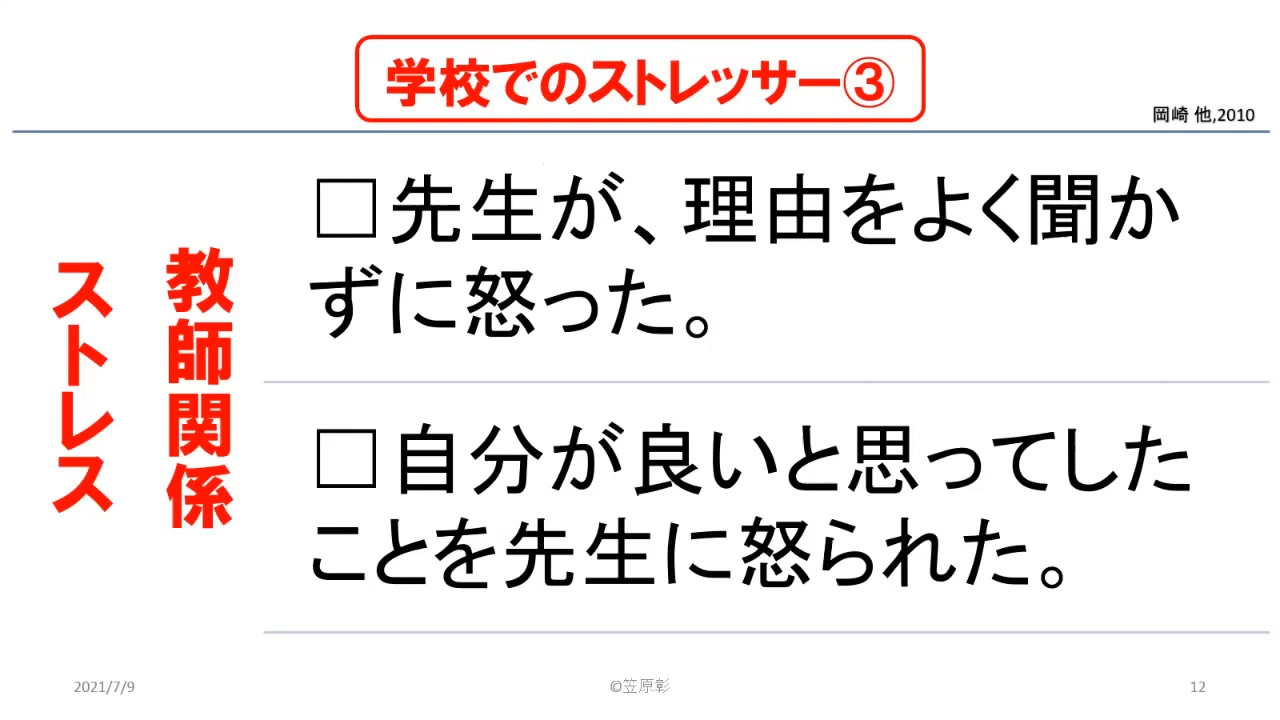 学校でのストレッサー③
岡崎 他,2010
教師関係
ストレス
□先生が、理由をよく聞か
ずに怒った。
□自分が良いと思ってした
ことを先生に怒られた。
2021/7/9
©笠原彰
12